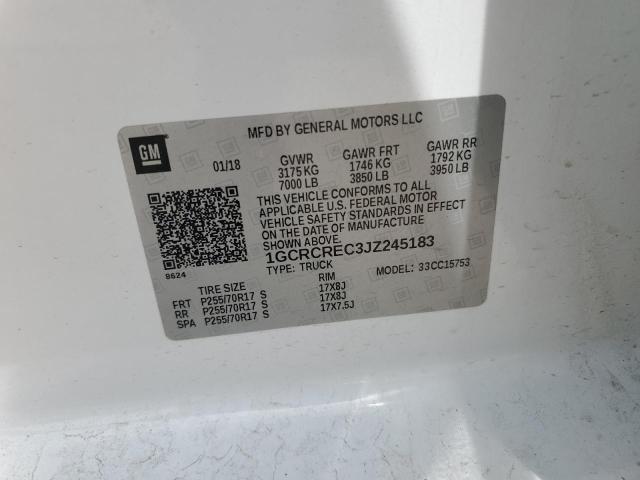 MFD BY GENERAL MOTORS LLC
GM
01/18
GVWR GAWR FRT GAWR RR
3175 KG 1746 KG 1792 KG
7000 LB 3850 LB 3950 LB
THIS VEHICLE CONFORMS TO ALL
APPLICABLE U.S. FEDERAL MOTOR
VEHICLE SAFETY STANDARDS IN EFFECT
ON THE DATE OF MANUFACTURE
SHOWN ABOVE.
1GCRCREC3JZ245183
8624
TYPE: TRUCK MODEL: 33CC15753
TIRE SIZE RIM
FRT P255/70R17 S 17X8J
RR P255/70R17 S 17X8J
SPA P255/70R17 S 17X7.5J